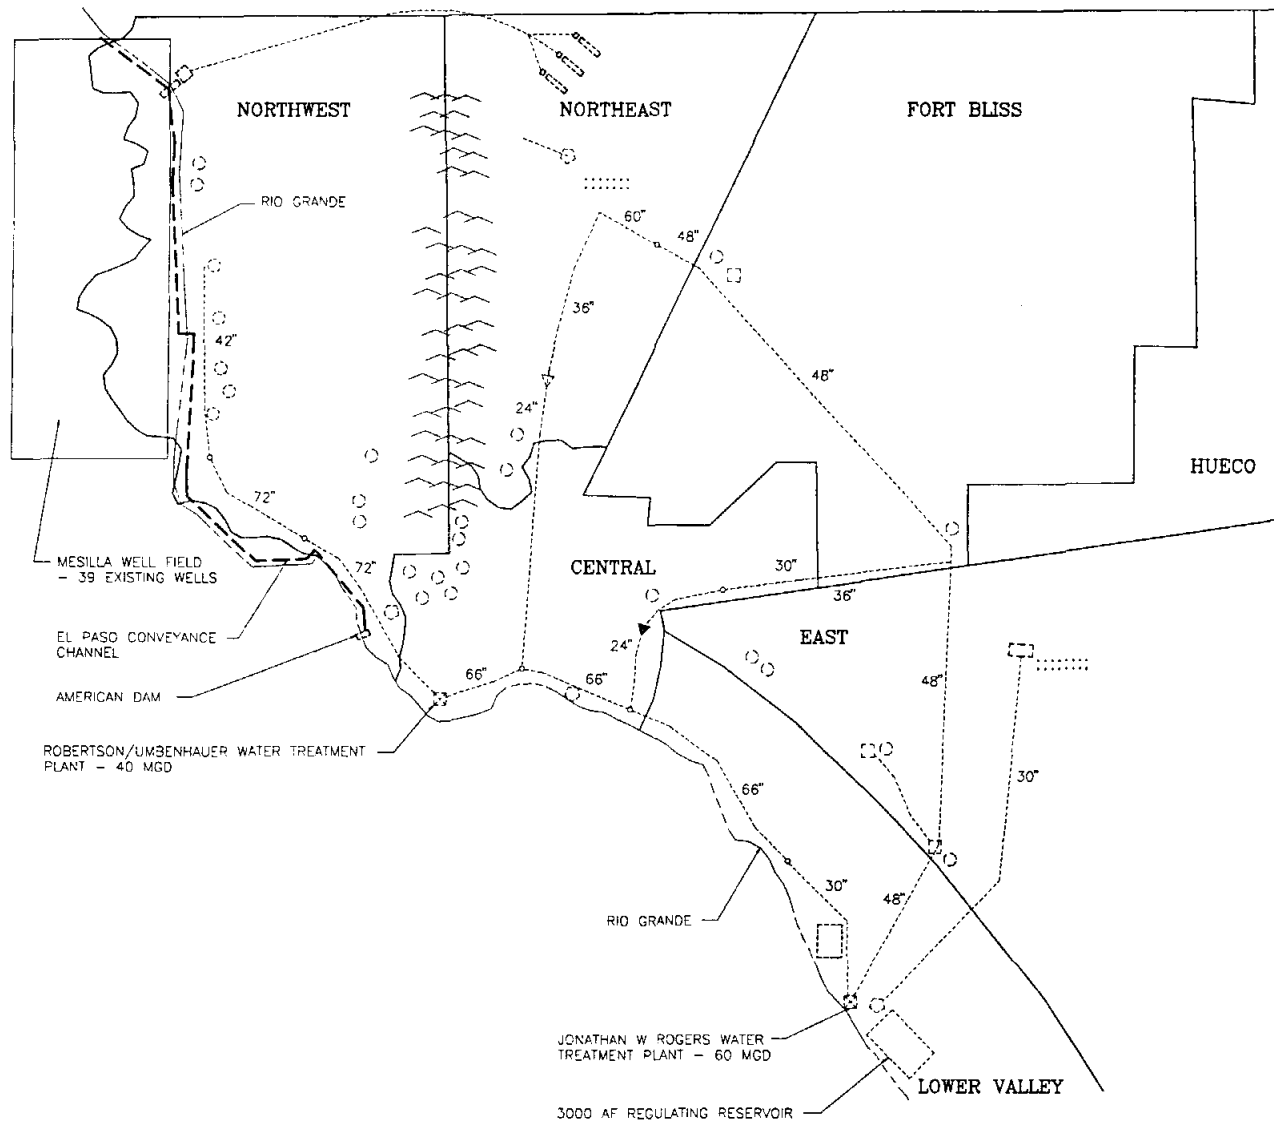 NORTHWEST
NORTHEAST
FORT BLISS
RIO GRANDE
60"
48"
36"
42"
48"
24"
HUECO
72"
MESILLA WELL FIELD
- 39 EXISTING WELLS
72"
CENTRAL
30"
36"
EL PASO CONVEYANCE
CHANNEL
EAST
24"
66"
66"
48"
AMERICAN DAM
ROBERTSON/UMBENHAUER WATER TREATMENT
PLANT - 40 MGD
66"
30"
30"
48"
RIO GRANDE
JONATHAN W ROGERS WATER
TREATMENT PLANT - 60 MGD
LOWER VALLEY
3000 AF REGULATING RESERVOIR